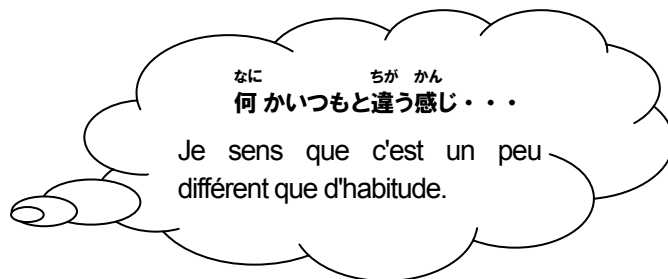 なに ちが かん
何 かいつもと違う感じ・・・
Je sens que c'est un peu
différent que d'habitude.